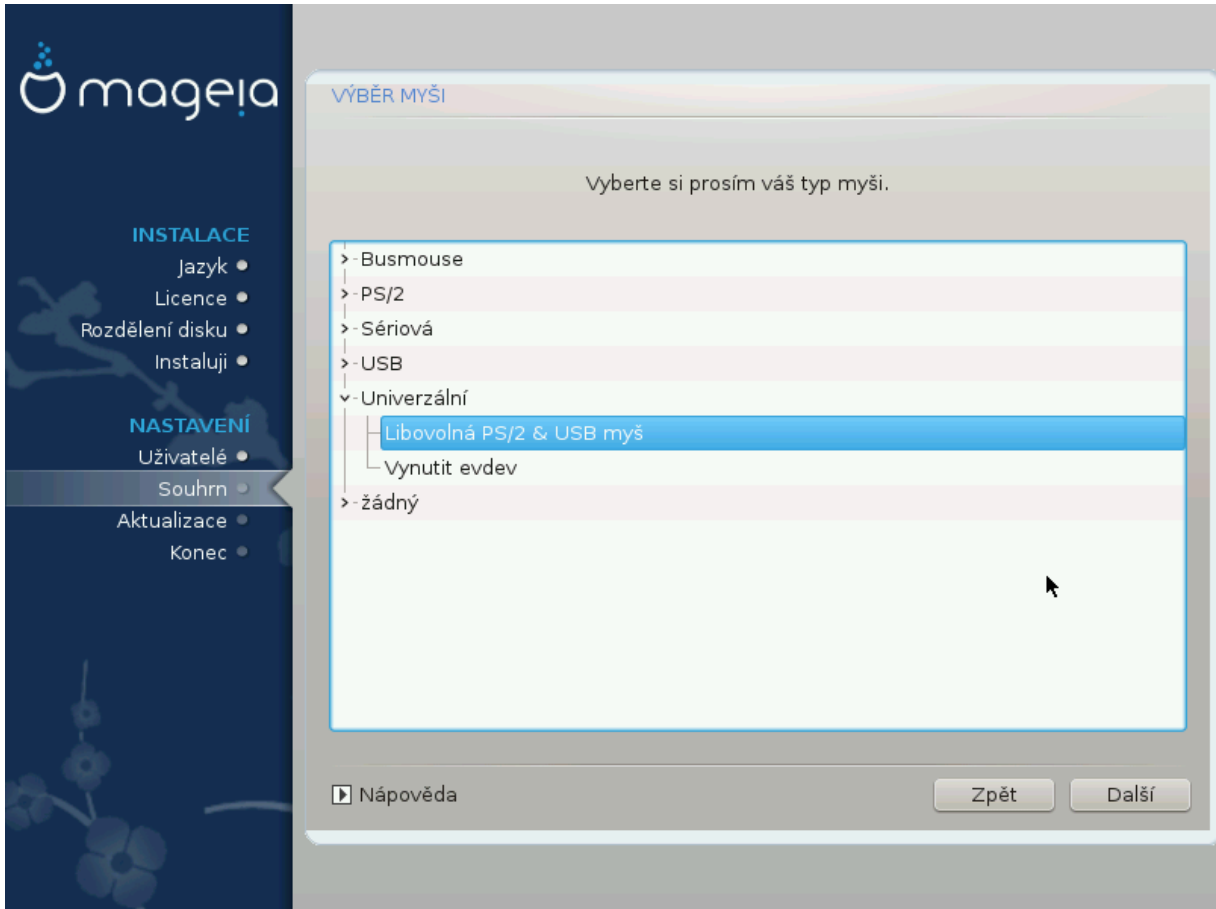 mageia
INSTALACE
Jazyk
Licence
Rozdělení disku
Instaluji
NASTAVENÍ
Uživatelé
Souhrn
Aktualizace
Konec
VÝBĚR MYŠI
Vyberte si prosím váš typ myši.
Busmouse
PS/2
Sériová
USB
Univerzální
Libovolná PS/2 & USB myš
Vynutit evdev
žádný
Nápověda
Zpět
Další